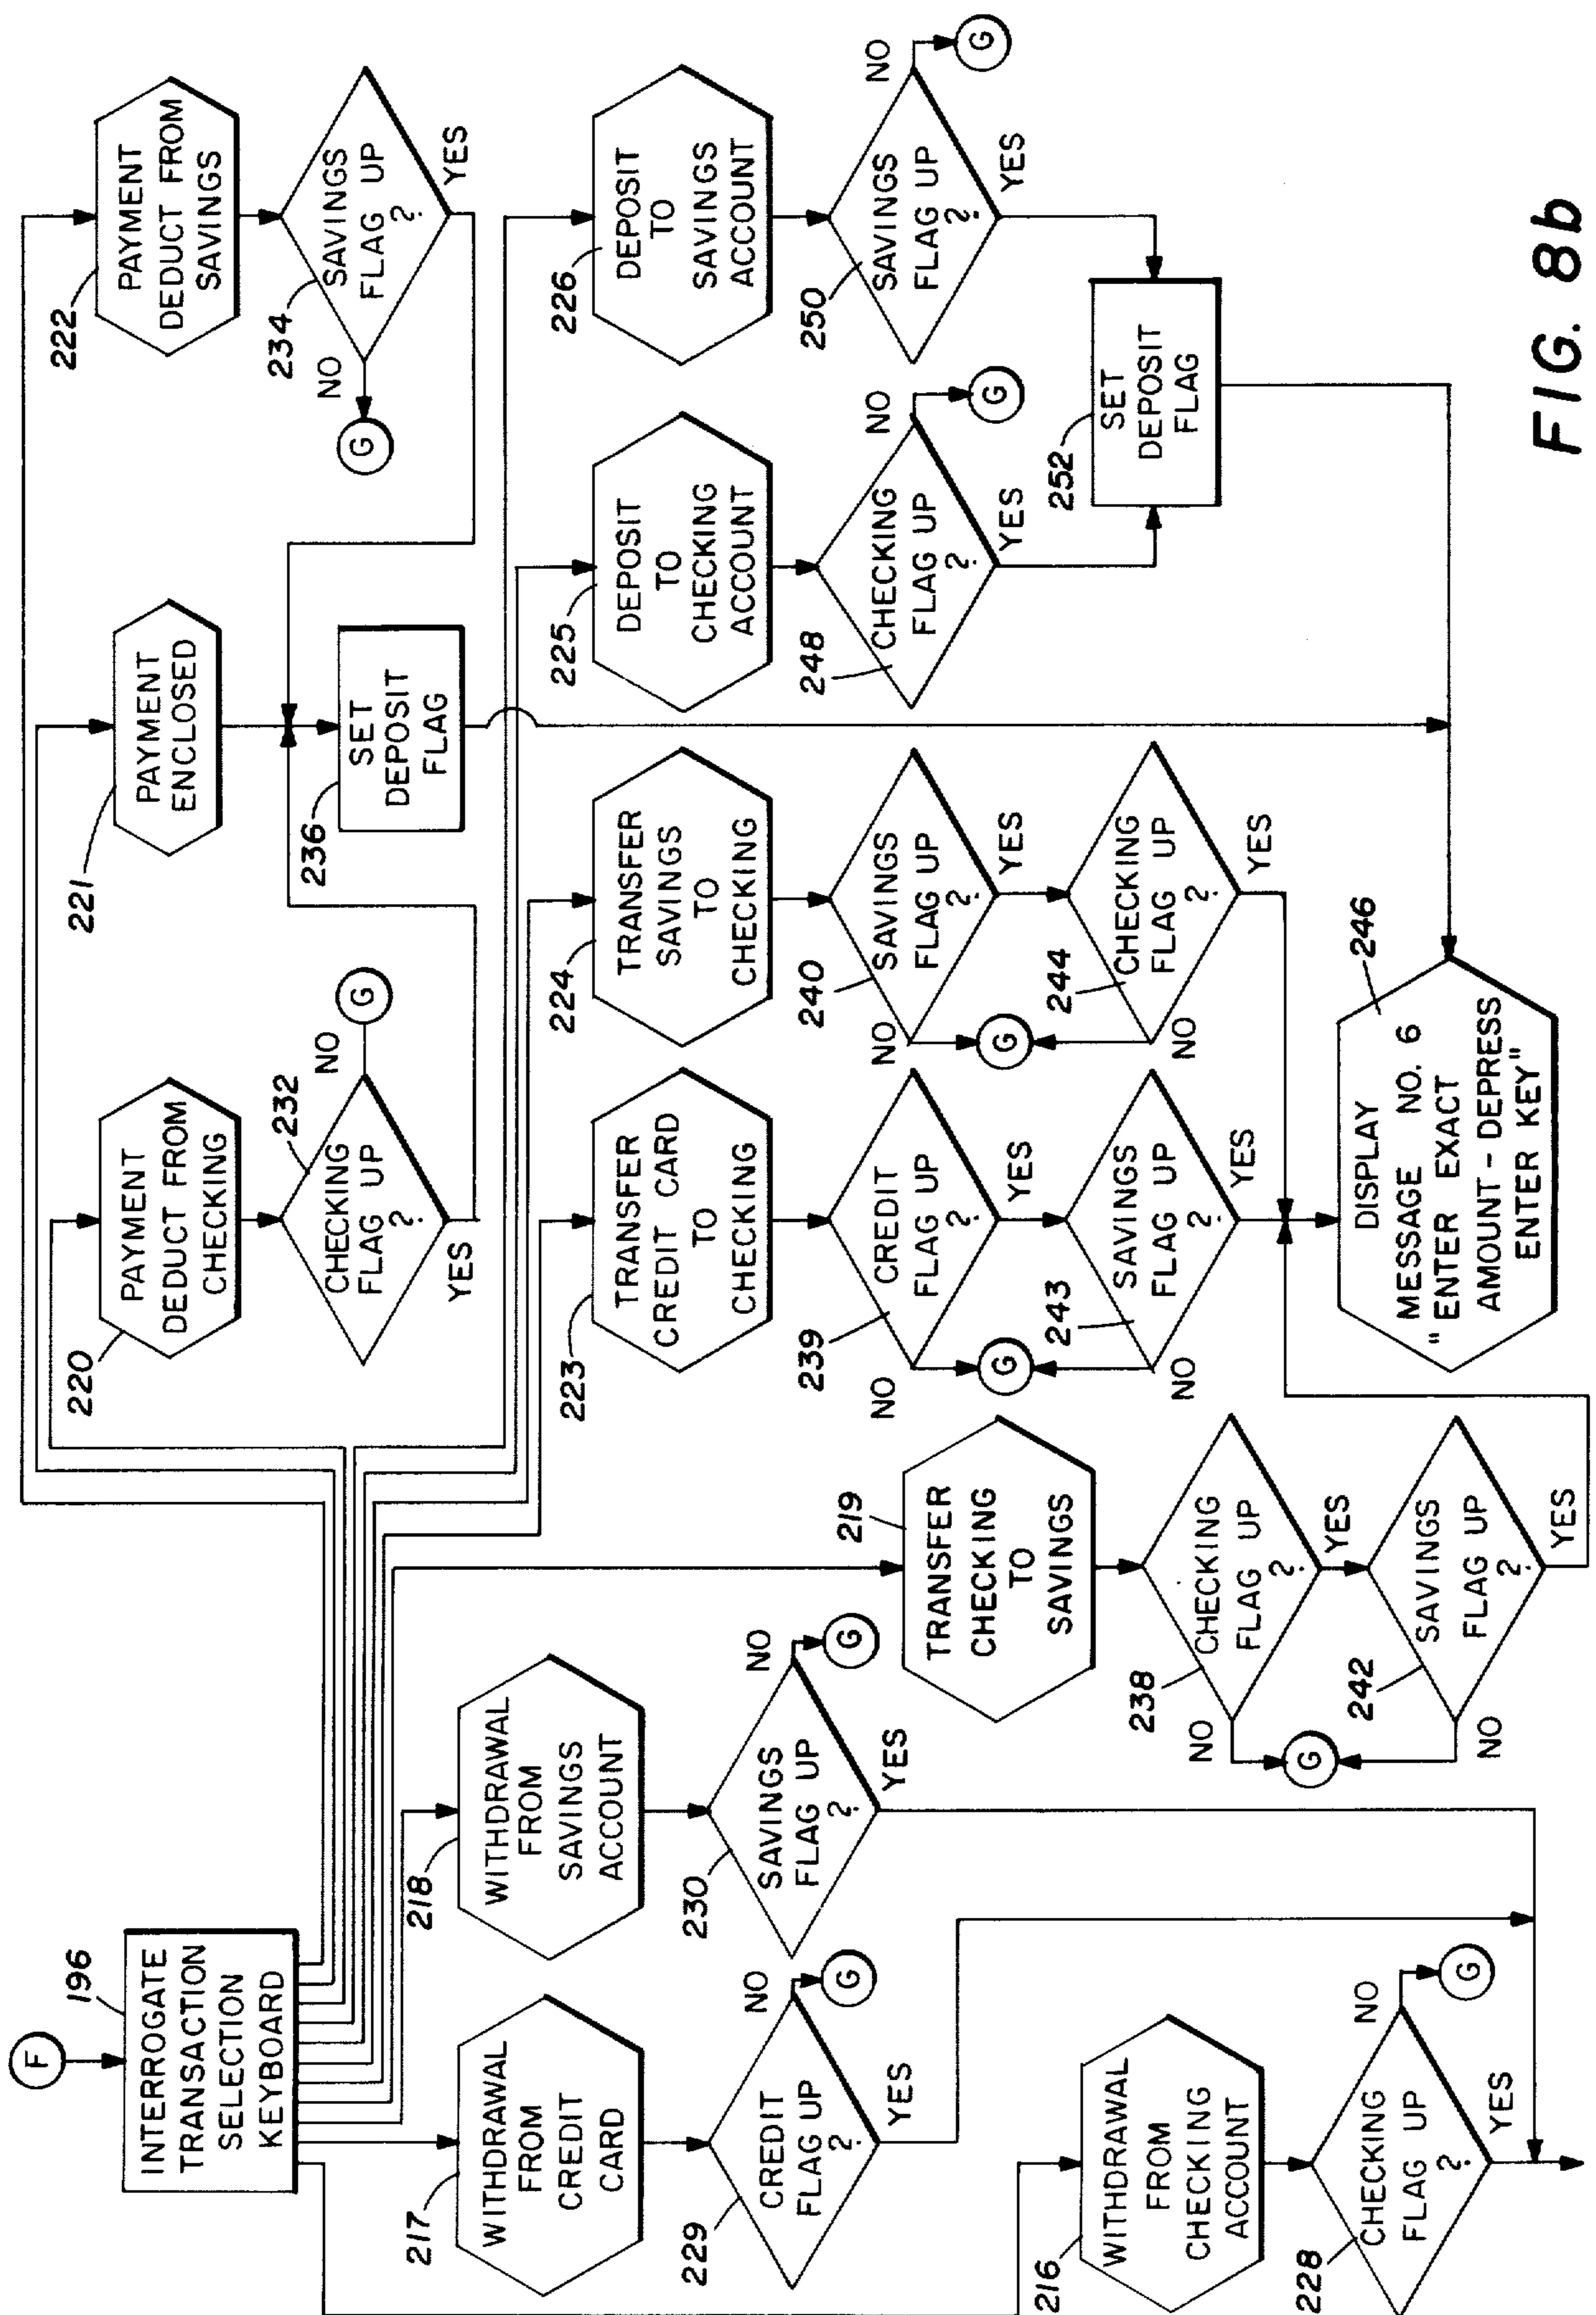 F
196
INTERROGATE
TRANSACTION
SELECTION
KEYBOARD
220
PAYMENT
DEDUCT FROM
CHECKING
232
CHECKING
FLAG UP
?
NO
G
YES
221
PAYMENT
ENCLOSED
236
SET
DEPOSIT
FLAG
222
PAYMENT
DEDUCT FROM
SAVINGS
234
SAVINGS
FLAG UP
?
NO
G
YES
217
WITHDRAWAL
FROM
CREDIT
CARD
229
CREDIT
FLAG UP
?
NO
G
YES
218
WITHDRAWAL
FROM
SAVINGS
ACCOUNT
230
SAVINGS
FLAG UP
?
NO
G
YES
223
TRANSFER
CREDIT CARD
TO
CHECKING
239
CREDIT
FLAG UP
?
NO
YES
G
243
SAVINGS
FLAG UP
?
NO
YES
224
TRANSFER
SAVINGS
TO
CHECKING
240
SAVINGS
FLAG UP
?
NO
YES
G
244
CHECKING
FLAG UP
?
NO
YES
225
DEPOSIT
TO
CHECKING
ACCOUNT
248
CHECKING
FLAG UP
?
NO
G
YES
226
DEPOSIT
TO
SAVINGS
ACCOUNT
250
SAVINGS
FLAG UP
?
NO
G
YES
252
SET
DEPOSIT
FLAG
219
TRANSFER
CHECKING
TO
SAVINGS
238
CHECKING
FLAG UP
?
NO
YES
G
242
SAVINGS
FLAG UP
?
NO
YES
216
WITHDRAWAL
FROM
CHECKING
ACCOUNT
228
CHECKING
FLAG UP
?
NO
G
YES
246
DISPLAY
MESSAGE NO. 6
"ENTER EXACT
AMOUNT - DEPRESS
ENTER KEY"
FIG. 8b